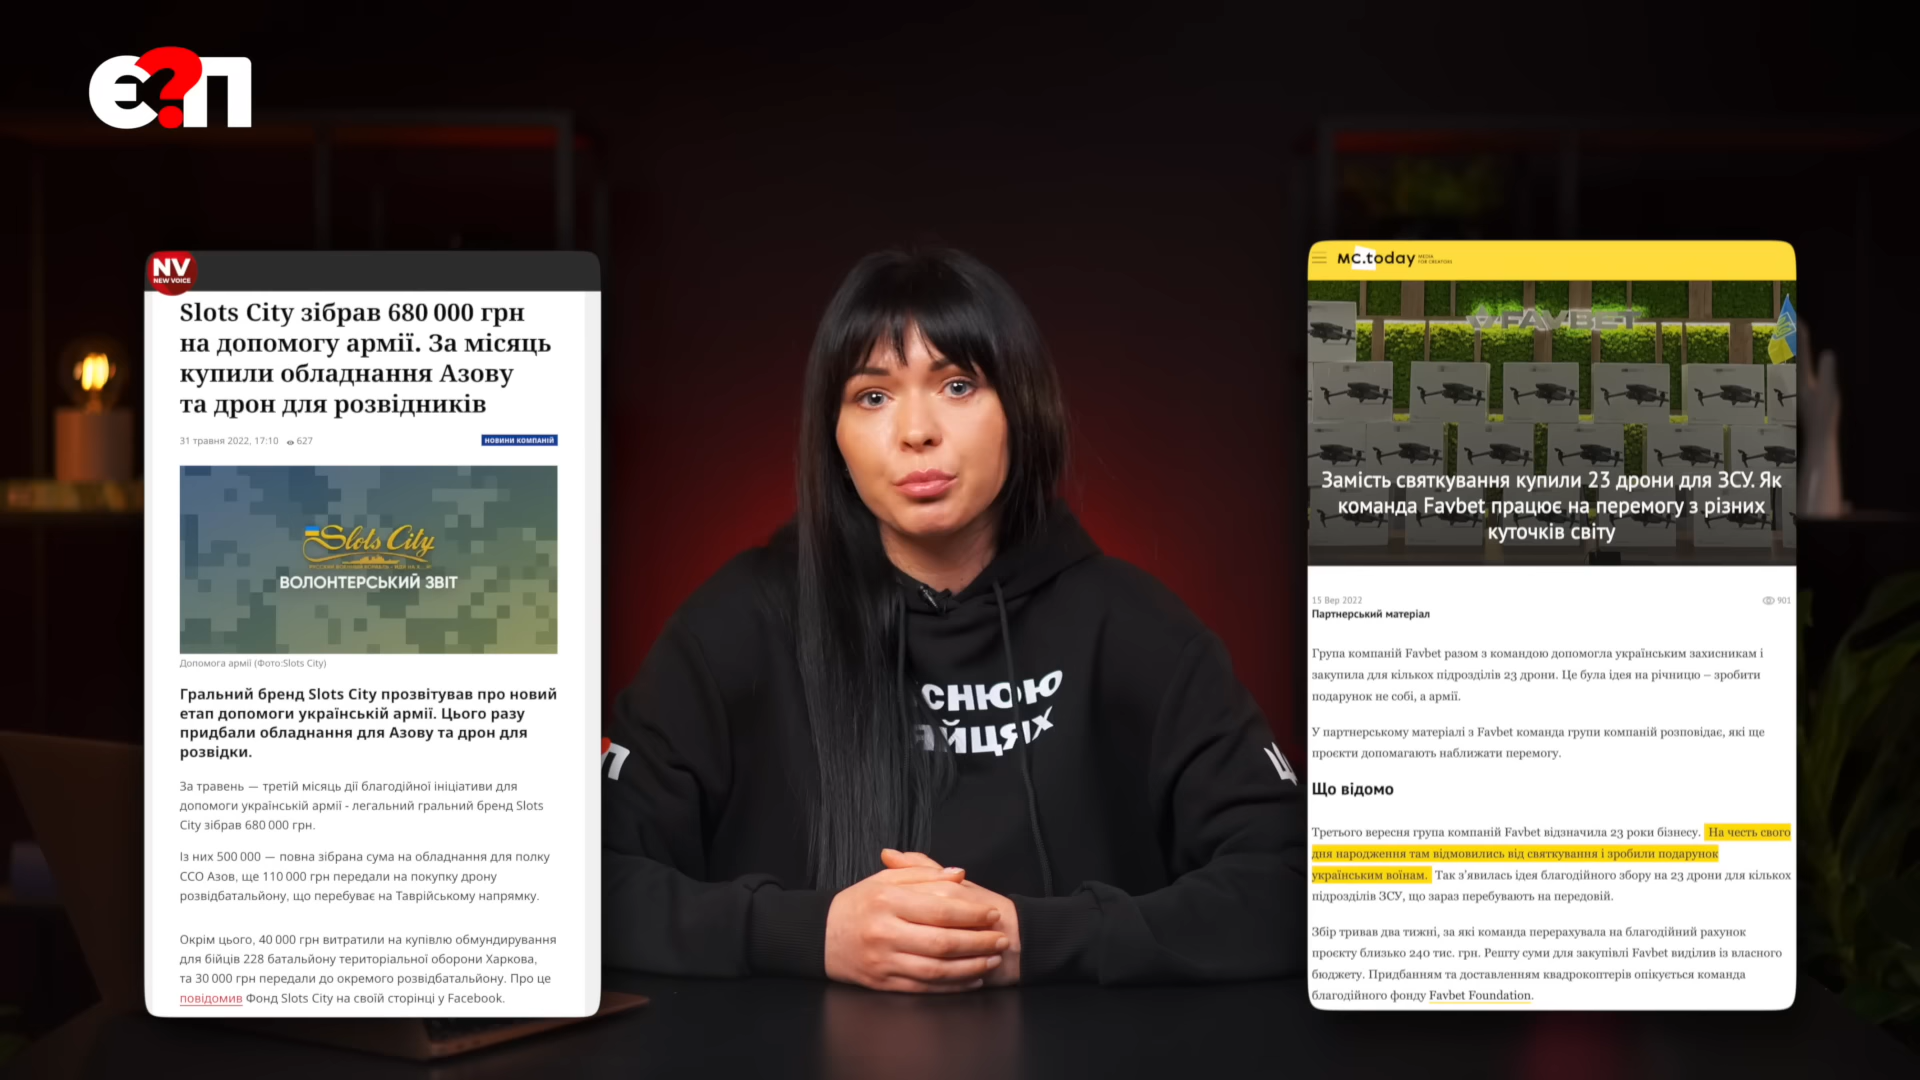 Є?П
NV
NEW VOICE
Slots City зібрав 680 000 грн
на допомогу армії. За місяць
купили обладнання Азову
та дрон для розвідників
31 травня 2022, 17:10 627
НОВИНИ КОМПАНІЙ
Slots City
ВОЛОНТЕРСЬКИЙ ЗВІТ
Допомога армії (Фото:Slots City)
Гральний бренд Slots City прозвітував про новий
етап допомоги українській армії. Цього разу
придбали обладнання для Азову та дрон для
розвідки.
За травень — третій місяць дії благодійної ініціативи для
допомоги українській армії - легальний гральний бренд Slots
City зібрав 680 000 грн.
Із них 500 000 — повна зібрана сума на обладнання для полку
ССО Азов, ще 110 000 грн передали на покупку дрону
розвідбатальйону, що перебуває на Таврійському напрямку.
Окрім цього, 40 000 грн витратили на купівлю обмундирування
для бійців 228 батальйону територіальної оборони Харкова,
та 30 000 грн передали до окремого розвідбатальйону. Про це
повідомив Фонд Slots City на своїй сторінці у Facebook.
СНЮЮ
ЯЙЦЯХ
MC.today
FAVBET
Замість святкування купили 23 дрони для ЗСУ. Як
команда Favbet працює на перемогу з різних
куточків світу
15 Вер 2022 901
Партнерський матеріал
Група компаній Favbet разом з командою допомогла українським захисникам і
закупила для кількох підрозділів 23 дрони. Це була ідея на річницю – зробити
подарунок не собі, а армії.
У партнерському матеріалі з Favbet команда групи компаній розповідає, які ще
проєкти допомагають наближати перемогу.
Що відомо
Третього вересня група компаній Favbet відзначила 23 роки бізнесу. На честь свого
дня народження там відмовились від святкування і зробили подарунок
українським воїнам. Так з'явилась ідея благодійного збору на 23 дрони для кількох
підрозділів ЗСУ, що зараз перебувають на передовій.
Збір тривав два тижні, за які команда перерахувала на благодійний рахунок
проєкту близько 240 тис. грн. Решту суми для закупівлі Favbet виділив із власного
бюджету. Придбанням та доставленням квадрокоптерів опікується команда
благодійного фонду Favbet Foundation.